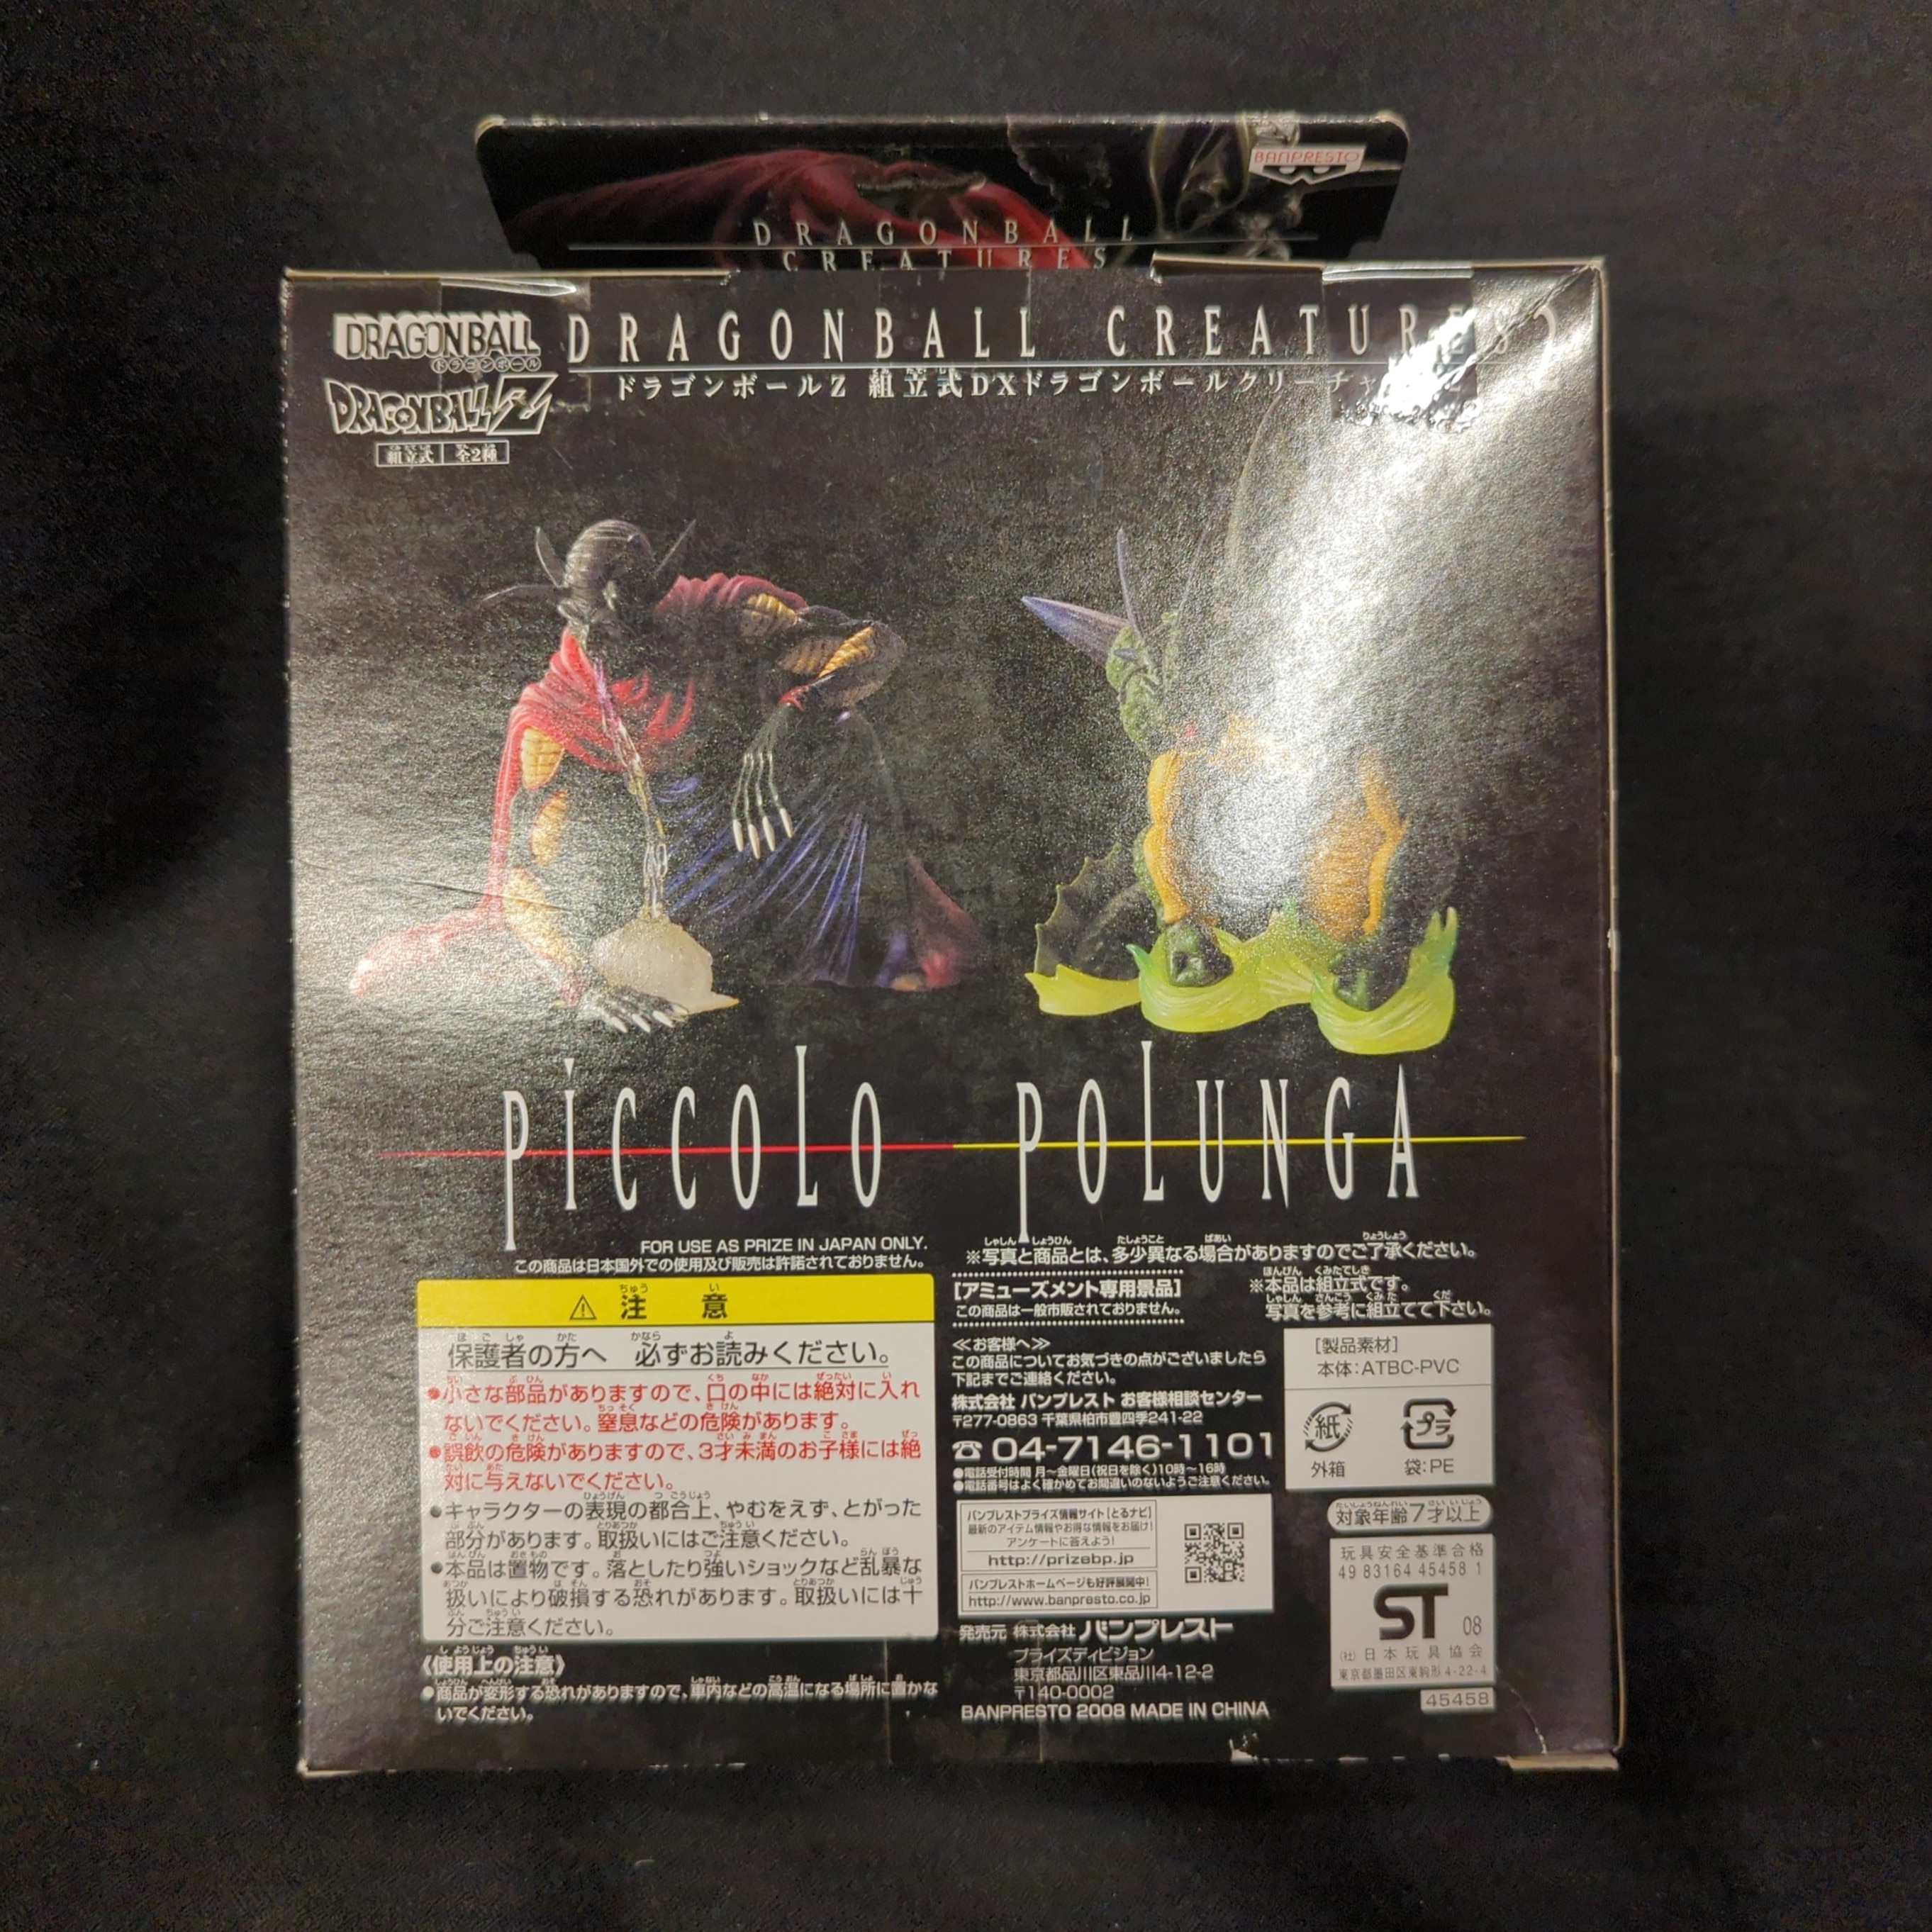 BANPRESTO
DRAGONBALL
CREATURES
DRAGONBALL
ドラゴンボール
DRAGONBALL Z
組立式 全2種
DRAGONBALL CREATURES 2
ドラゴンボールZ 組立式DXドラゴンボールクリーチャ
PICCOLO
POLUNGA
FOR USE AS PRIZE IN JAPAN ONLY.
この商品は日本国外での使用及び販売は許諾されておりません。
⚠ 注意
保護者の方へ 必ずお読みください。
●小さな部品がありますので、口の中には絶対に入れ
ないでください。窒息などの危険があります。
●誤飲の危険がありますので、3才未満のお子様には絶
対に与えないでください。
●キャラクターの表現の都合上、やむをえず、とがった
部分があります。取扱いにはご注意ください。
●本品は置物です。落としたり強いショックなど乱暴な
扱いにより破損する恐れがあります。取扱いには十
分ご注意ください。
《使用上の注意》
●商品が変形する恐れがありますので、車内などの高温になる場所に置かな
いでください。
※写真と商品とは、多少異なる場合がありますのでご了承ください。
[アミューズメント専用景品]
この商品は一般市販されておりません。
※本品は組立式です。
写真を参考に組立てて下さい。
≪お客様へ≫
この商品についてお気づきの点がございましたら
下記までご連絡ください。
株式会社 バンプレスト お客様相談センター
〒277-0863 千葉県柏市豊四季241-22
☎ 04-7146-1101
●電話受付時間 月〜金曜日(祝日を除く)10時〜16時
●電話番号はよく確かめてお間違いのないようご注意ください。
バンプレストプライズ情報サイト[とるナビ]
最新のアイテム情報やお得な情報をお届け!
アンケートに答えよう!
http://prizebp.jp
バンプレストホームページも好評展開中!
http://www.banpresto.co.jp
発売元 株式会社 バンプレスト
プライズディビジョン
東京都品川区東品川4-12-2
〒140-0002
BANPRESTO 2008 MADE IN CHINA
[製品素材]
本体:ATBC-PVC
紙
外箱
プラ
袋:PE
対象年齢7才以上
玩具安全基準合格
49 83164 45458 1
ST 08
(社)日本玩具協会
東京都墨田区東駒形4-22-4
45458